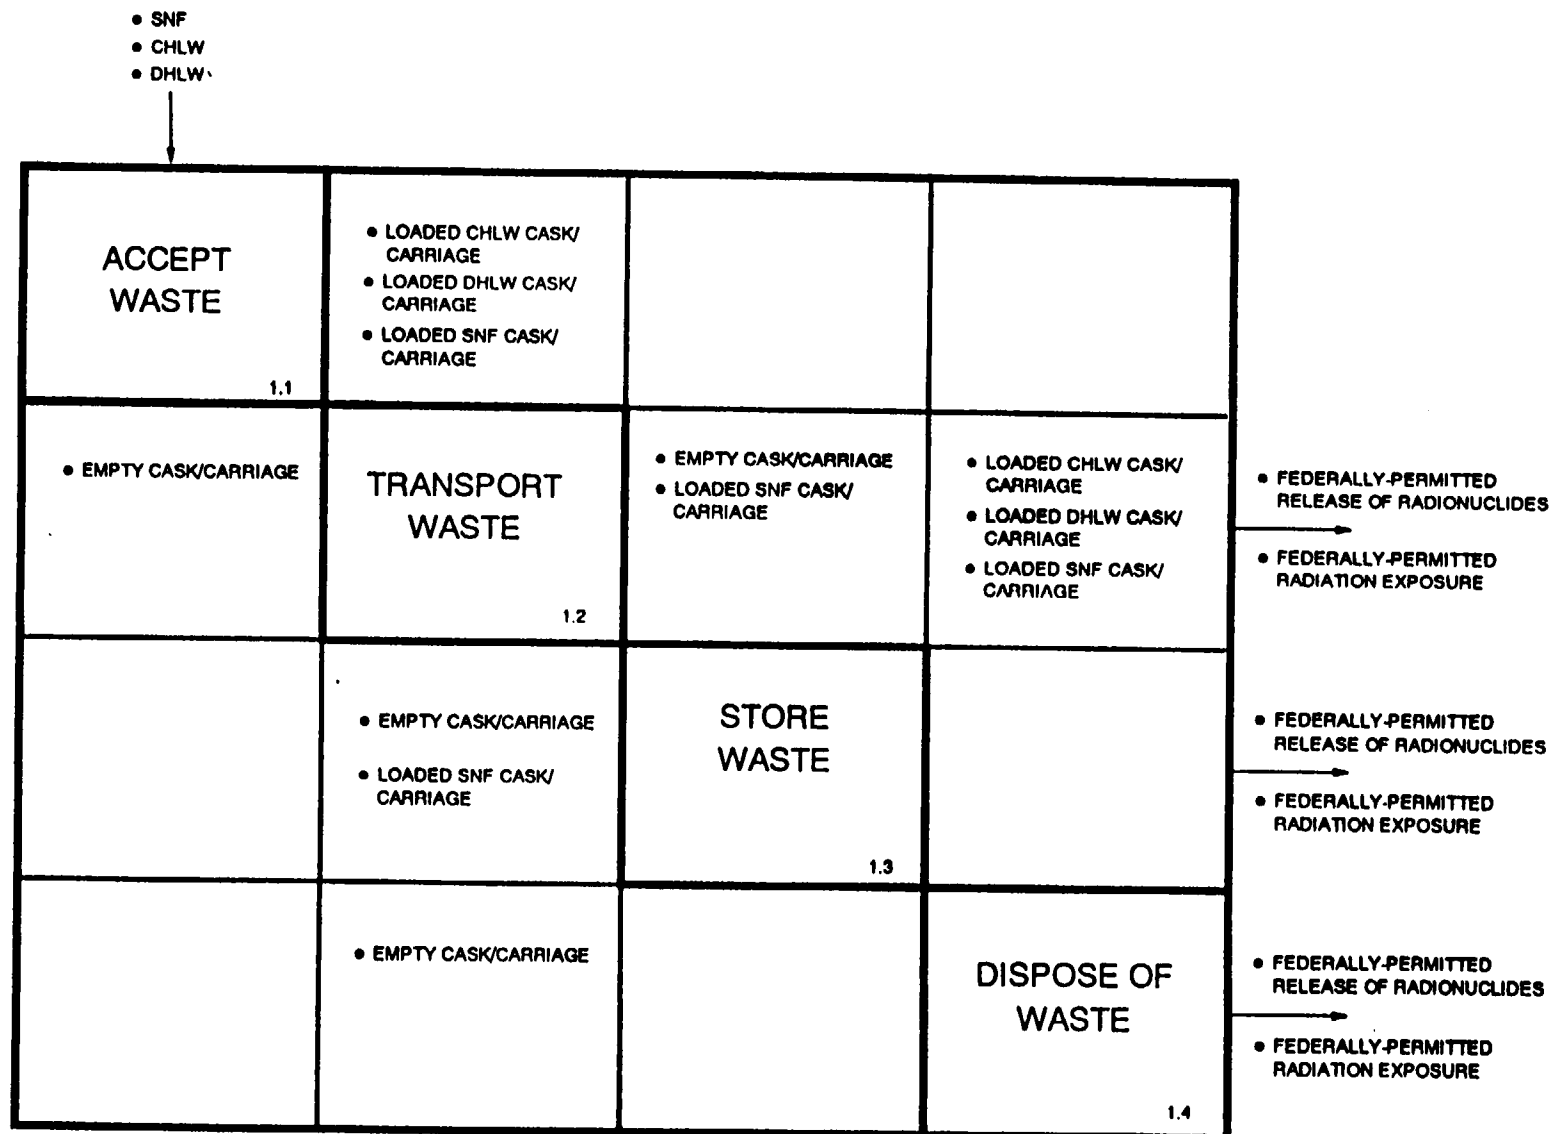 • SNF
• CHLW
• DHLW
ACCEPT
WASTE
1.1
• LOADED CHLW CASK/
CARRIAGE
• LOADED DHLW CASK/
CARRIAGE
• LOADED SNF CASK/
CARRIAGE
• EMPTY CASK/CARRIAGE
TRANSPORT
WASTE
1.2
• EMPTY CASK/CARRIAGE
• LOADED SNF CASK/
CARRIAGE
• LOADED CHLW CASK/
CARRIAGE
• LOADED DHLW CASK/
CARRIAGE
• LOADED SNF CASK/
CARRIAGE
• FEDERALLY-PERMITTED
RELEASE OF RADIONUCLIDES
• FEDERALLY-PERMITTED
RADIATION EXPOSURE
• EMPTY CASK/CARRIAGE
• LOADED SNF CASK/
CARRIAGE
STORE
WASTE
1.3
• FEDERALLY-PERMITTED
RELEASE OF RADIONUCLIDES
• FEDERALLY-PERMITTED
RADIATION EXPOSURE
• EMPTY CASK/CARRIAGE
DISPOSE OF
WASTE
1.4
• FEDERALLY-PERMITTED
RELEASE OF RADIONUCLIDES
• FEDERALLY-PERMITTED
RADIATION EXPOSURE